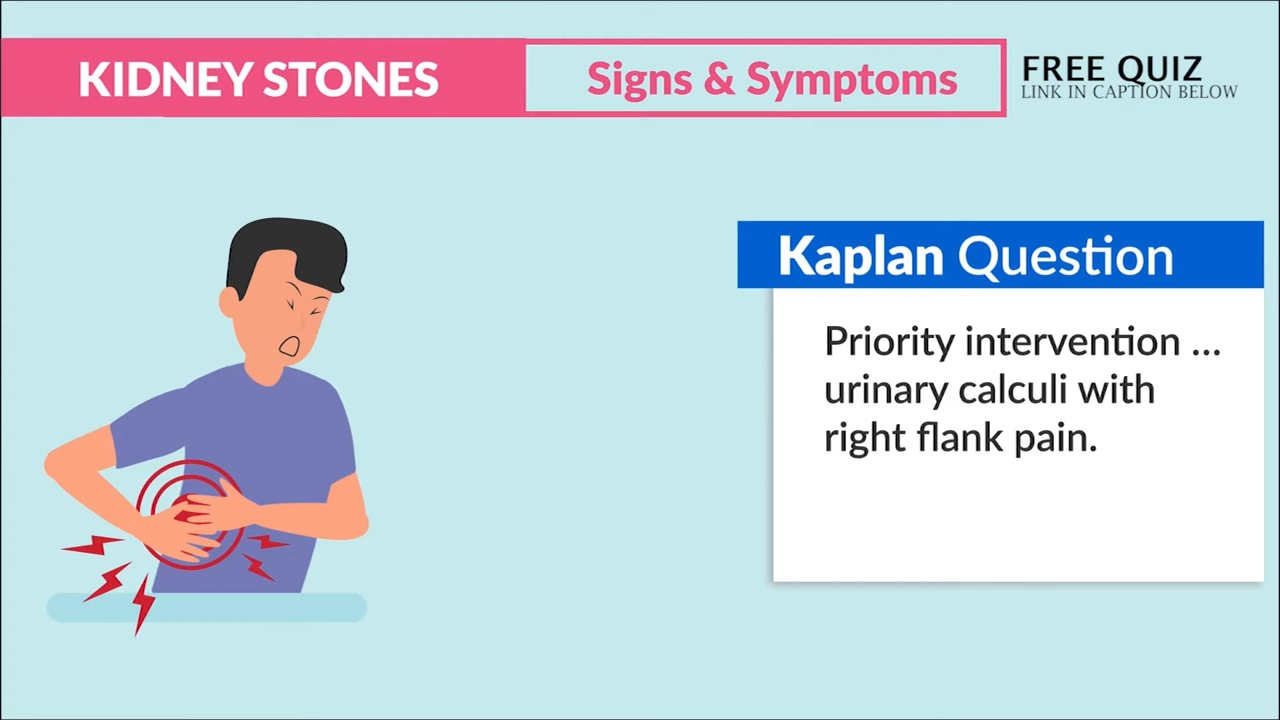 KIDNEY STONES
Signs & Symptoms
FREE QUIZ
LINK IN CAPTION BELOW
Kaplan Question
Priority intervention ...
urinary calculi with
right flank pain.